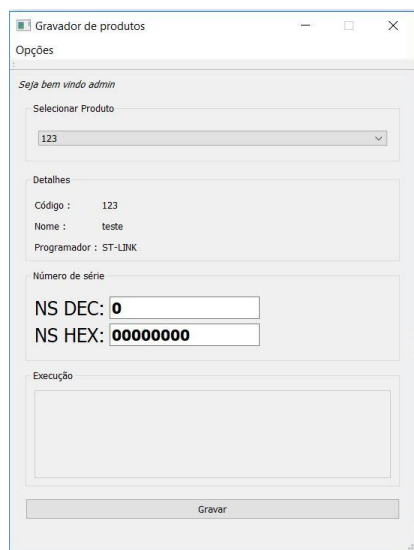 Gravador de produtos
Opções
Seja bem vindo admin
Selecionar Produto
123
Detalhes
Código : 123
Nome : teste
Programador : ST-LINK
Número de série
NS DEC: 0
NS HEX: 00000000
Execução
Gravar